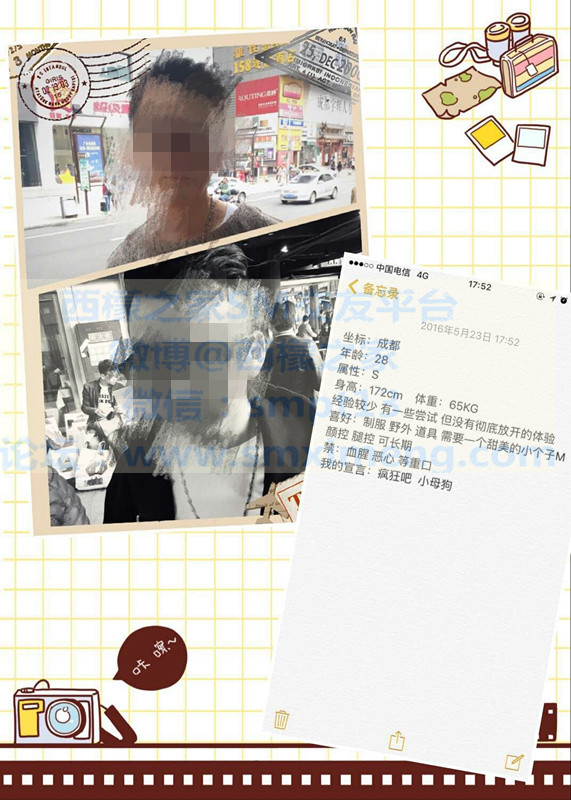 25 DEC 2000
158
ROUTING
●●●○○ 中国电信 4G 17:52
备忘录
2016年5月23日 17:52
坐标：成都
年龄：28
属性：S
身高：172cm 体重：65KG
经验较少 有一些尝试 但没有彻底放开的体验
喜好：制服 野外 道具 需要一个甜美的小个子M
颜控 腿控 可长期
禁：血腥 恶心 等重口
我的宣言：疯狂吧 小母狗
微博@西檬之家
咔嚓~